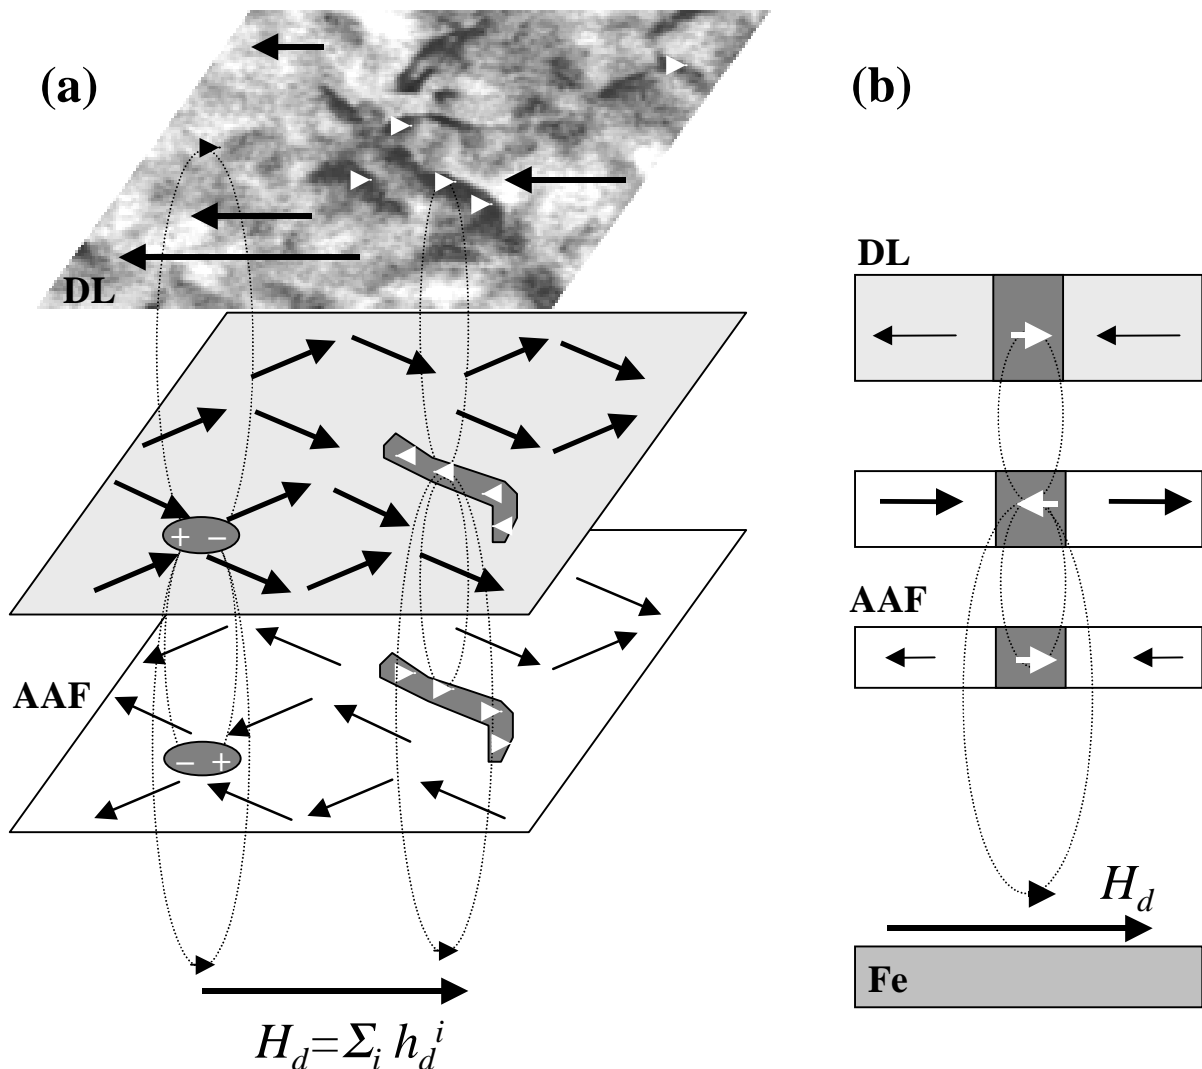 (a)
DL
+ −
AAF
− +
H_d=Σ_i h_d^i
(b)
DL
AAF
H_d
Fe